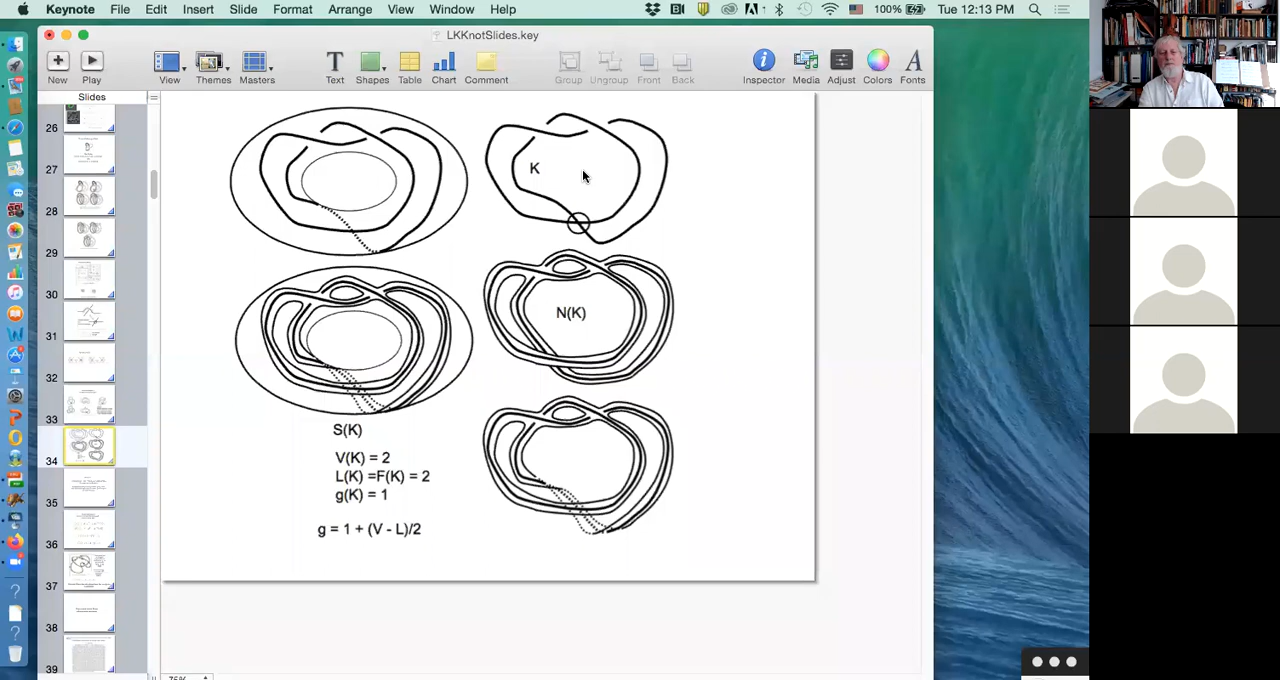 Keynote File Edit Insert Slide Format Arrange View Window Help
100% Tue 12:13 PM
LKKnotSlides.key
New Play View Themes Masters Text Shapes Table Chart Comment Group Ungroup Front Back Inspector Media Adjust Colors Fonts
Slides
26
27
28
29
30
31
32
33
34
35
36
37
38
39
K
N(K)
S(K)
V(K) = 2
L(K) =F(K) = 2
g(K) = 1
g = 1 + (V - L)/2
75%